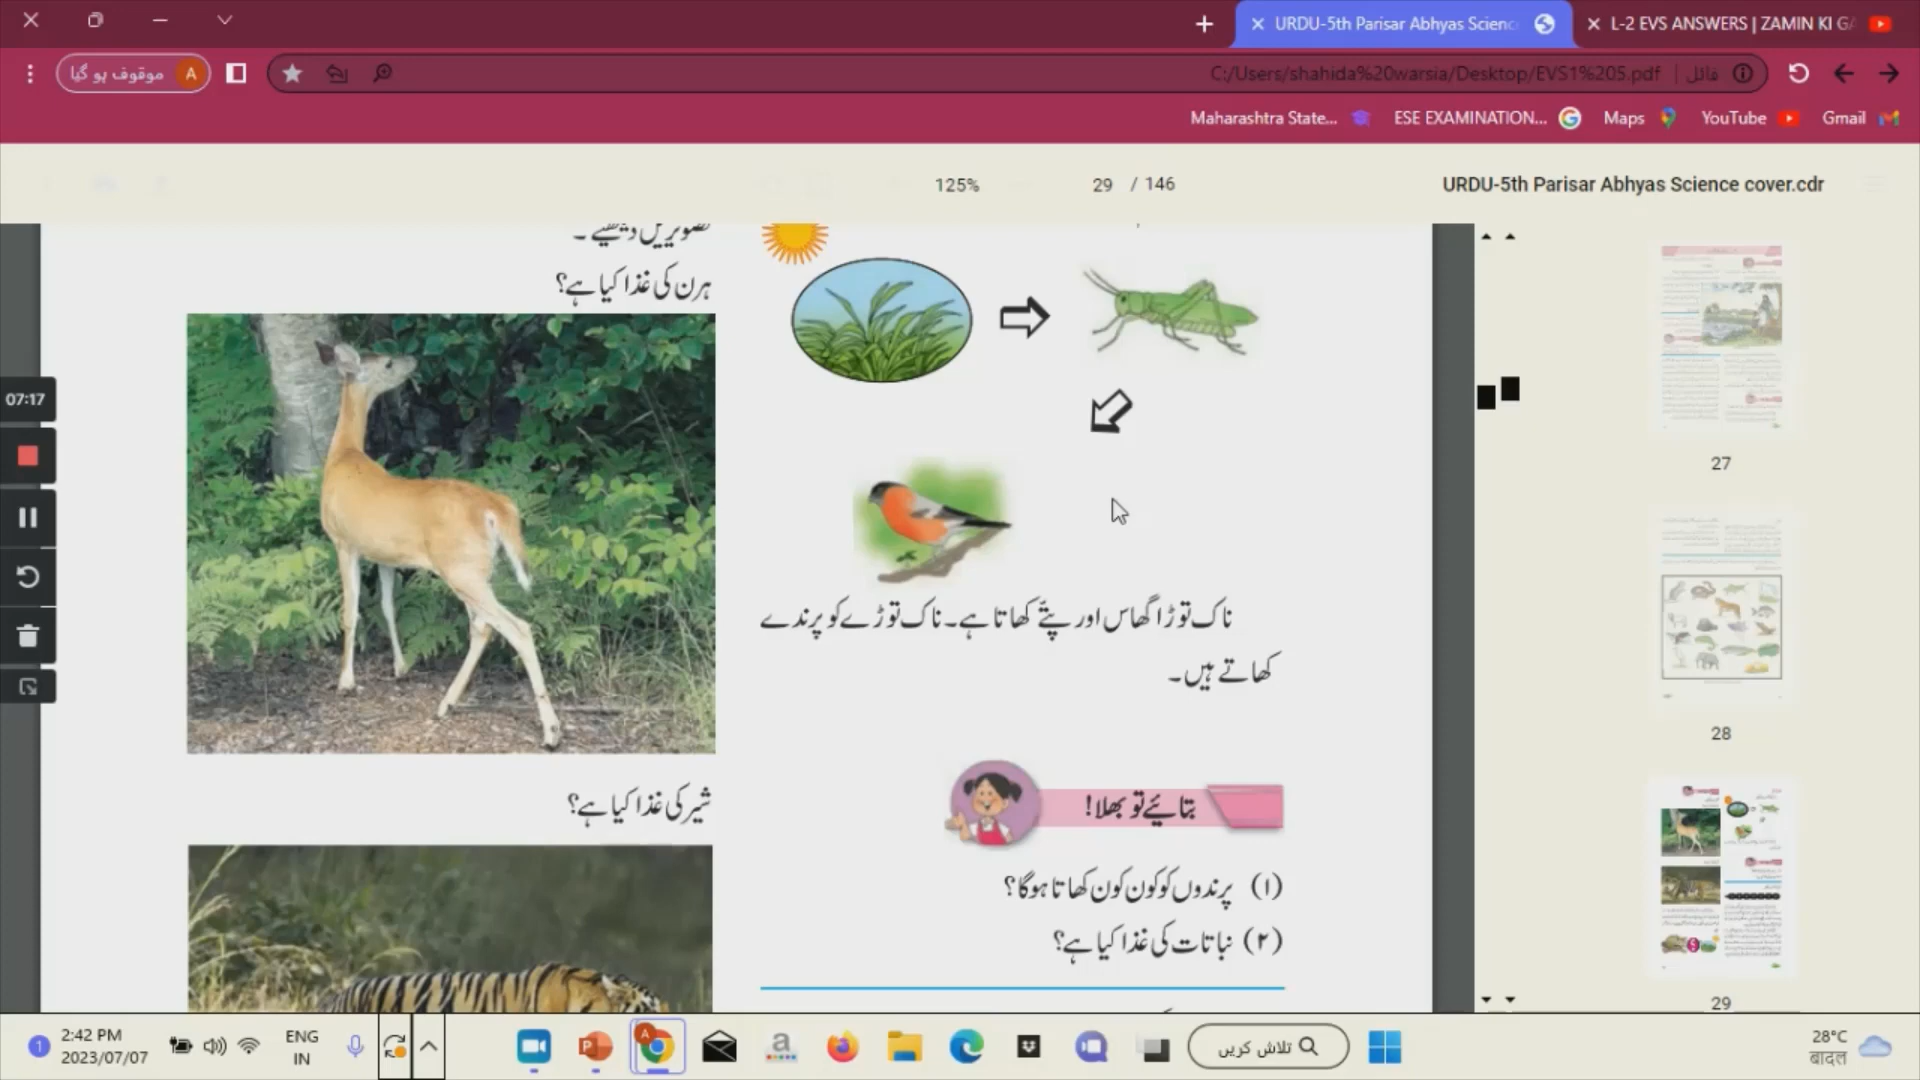 URDU-5th Parisar Abhyas Scienc
L-2 EVS ANSWERS | ZAMIN KI GA
موقوف ہو گیا
A
C:/Users/shahida%20warsia/Desktop/EVS1%205.pdf
فائل
Maharashtra State...
ESE EXAMINATION...
Maps
YouTube
Gmail
125%
29 / 146
URDU-5th Parisar Abhyas Science cover.cdr
ہرن کی غذا کیا ہے؟
07:17
ناک توڑا گھاس اور پتّے کھاتا ہے۔ ناک توڑے کو پرندے
کھاتے ہیں۔
شیر کی غذا کیا ہے؟
بتائیے تو بھلا!
(۱) پرندوں کو کون کون کھاتا ہوگا؟
(۲) نباتات کی غذا کیا ہے؟
27
28
29
1
2:42 PM
2023/07/07
ENG
IN
تلاش کریں
28°C
बादल